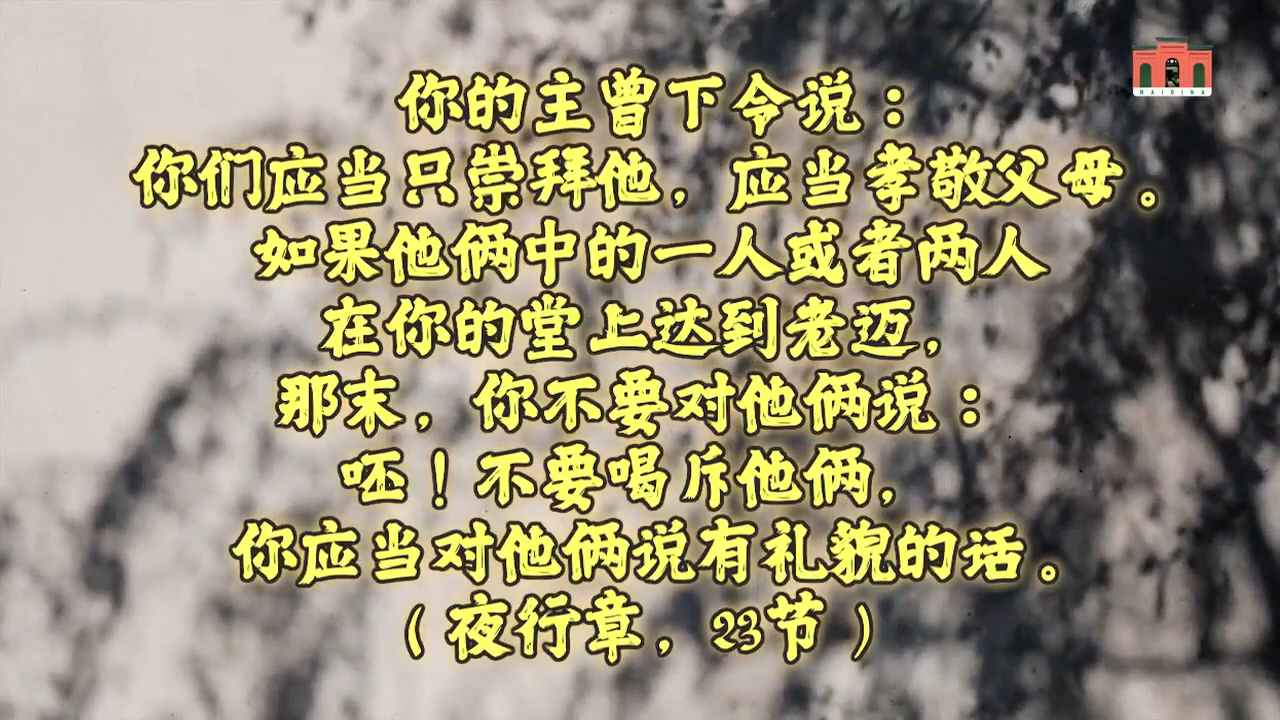 MAIDINA
你的主曾下令说：
你们应当只崇拜他，应当孝敬父母。
如果他俩中的一人或者两人
在你的堂上达到老迈，
那末，你不要对他俩说：
呸！不要喝斥他俩，
你应当对他俩说有礼貌的话。
（夜行章，23节）